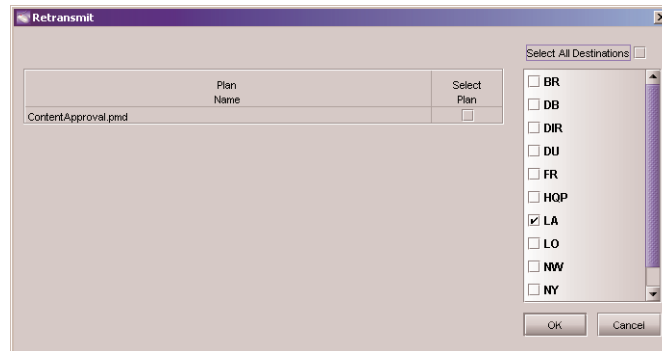 Retransmit
Select All Destinations
Plan
Name
Select
Plan
ContentApproval.pmd
BR
DB
DIR
DU
FR
HQP
LA
LO
NW
NY
OK
Cancel